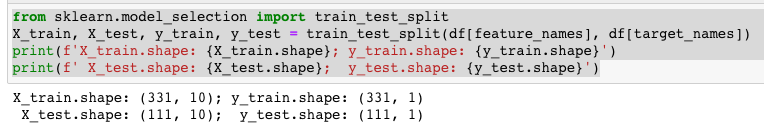 from sklearn.model_selection import train_test_split
X_train, X_test, y_train, y_test = train_test_split(df[feature_names], df[target_names])
print(f'X_train.shape: {X_train.shape}; y_train.shape: {y_train.shape}')
print(f' X_test.shape: {X_test.shape};  y_test.shape: {y_test.shape}')
X_train.shape: (331, 10); y_train.shape: (331, 1)
 X_test.shape: (111, 10);  y_test.shape: (111, 1)